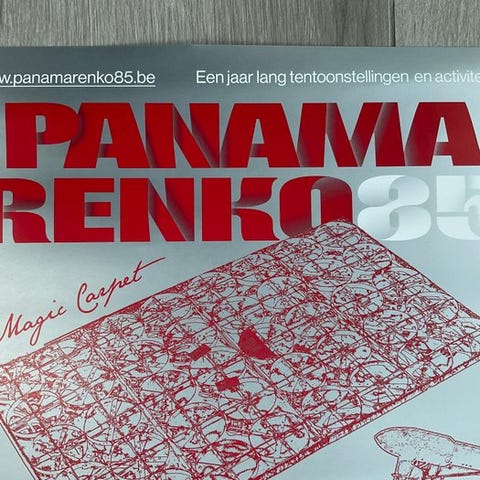 w.panamarenko85.be Een jaar lang tentoonstellingen en activite
PANAMA
RENKO85
Magic Carpet